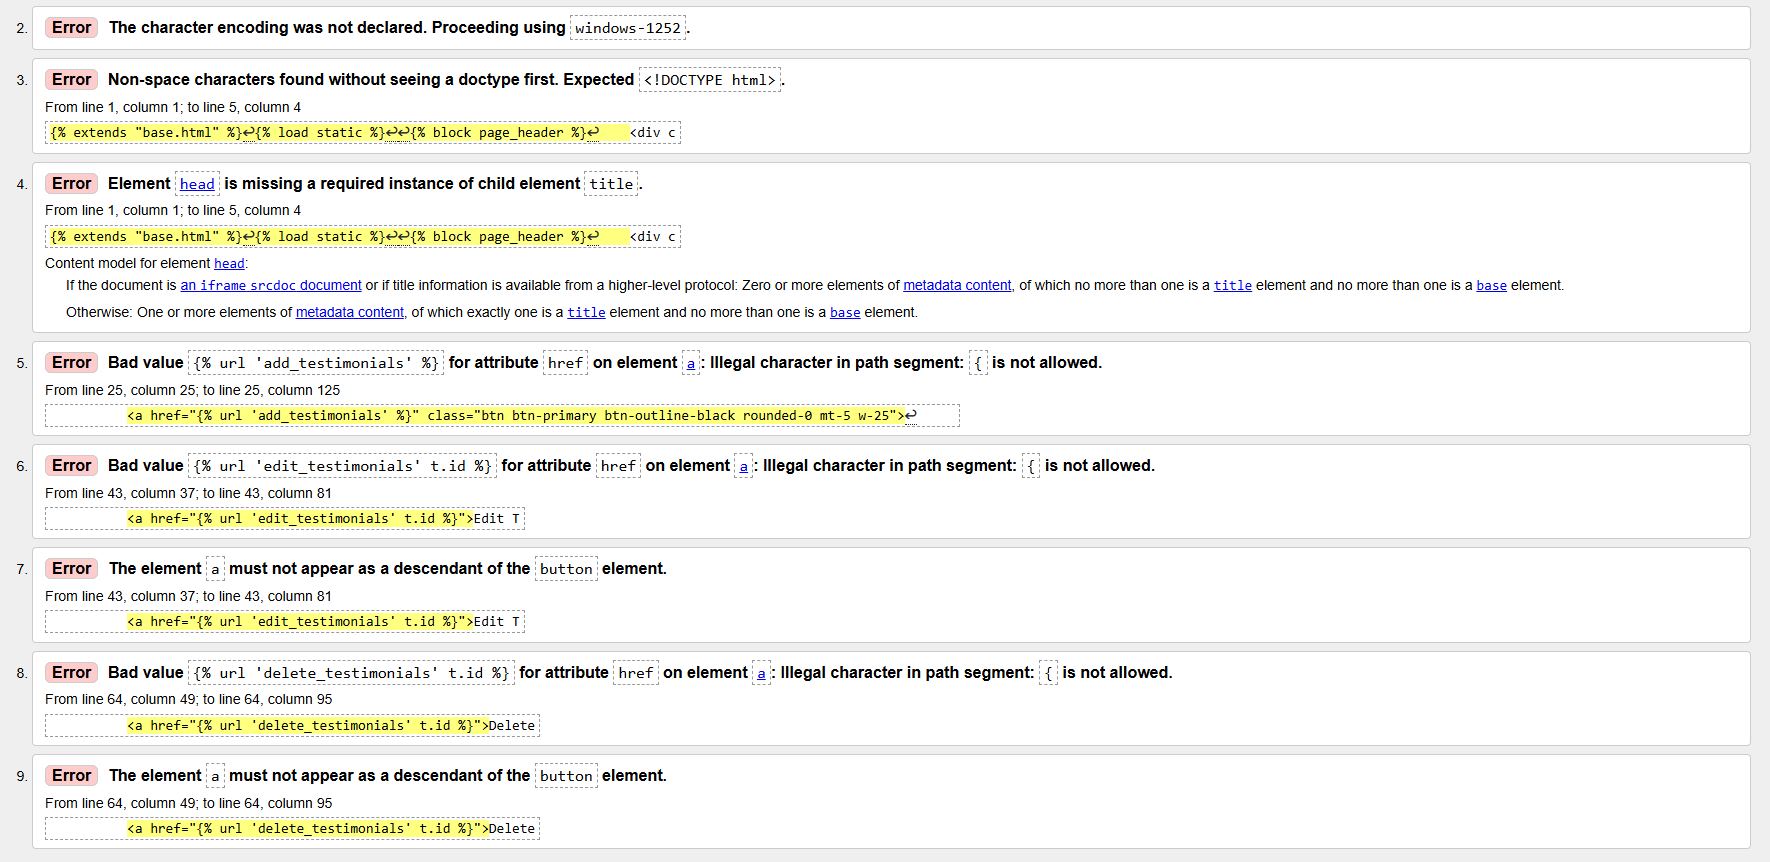 2. Error The character encoding was not declared. Proceeding using windows-1252.
3. Error Non-space characters found without seeing a doctype first. Expected <!DOCTYPE html>.
From line 1, column 1; to line 5, column 4
{% extends "base.html" %}↩{% load static %}↩↩{% block page_header %}↩    <div c
4. Error Element head is missing a required instance of child element title.
From line 1, column 1; to line 5, column 4
{% extends "base.html" %}↩{% load static %}↩↩{% block page_header %}↩    <div c
Content model for element head:
If the document is an iframe srcdoc document or if title information is available from a higher-level protocol: Zero or more elements of metadata content, of which no more than one is a title element and no more than one is a base element.
Otherwise: One or more elements of metadata content, of which exactly one is a title element and no more than one is a base element.
5. Error Bad value {% url 'add_testimonials' %} for attribute href on element a: Illegal character in path segment: { is not allowed.
From line 25, column 25; to line 25, column 125
<a href="{% url 'add_testimonials' %}" class="btn btn-primary btn-outline-black rounded-0 mt-5 w-25">↩
6. Error Bad value {% url 'edit_testimonials' t.id %} for attribute href on element a: Illegal character in path segment: { is not allowed.
From line 43, column 37; to line 43, column 81
<a href="{% url 'edit_testimonials' t.id %}">Edit T
7. Error The element a must not appear as a descendant of the button element.
From line 43, column 37; to line 43, column 81
<a href="{% url 'edit_testimonials' t.id %}">Edit T
8. Error Bad value {% url 'delete_testimonials' t.id %} for attribute href on element a: Illegal character in path segment: { is not allowed.
From line 64, column 49; to line 64, column 95
<a href="{% url 'delete_testimonials' t.id %}">Delete
9. Error The element a must not appear as a descendant of the button element.
From line 64, column 49; to line 64, column 95
<a href="{% url 'delete_testimonials' t.id %}">Delete